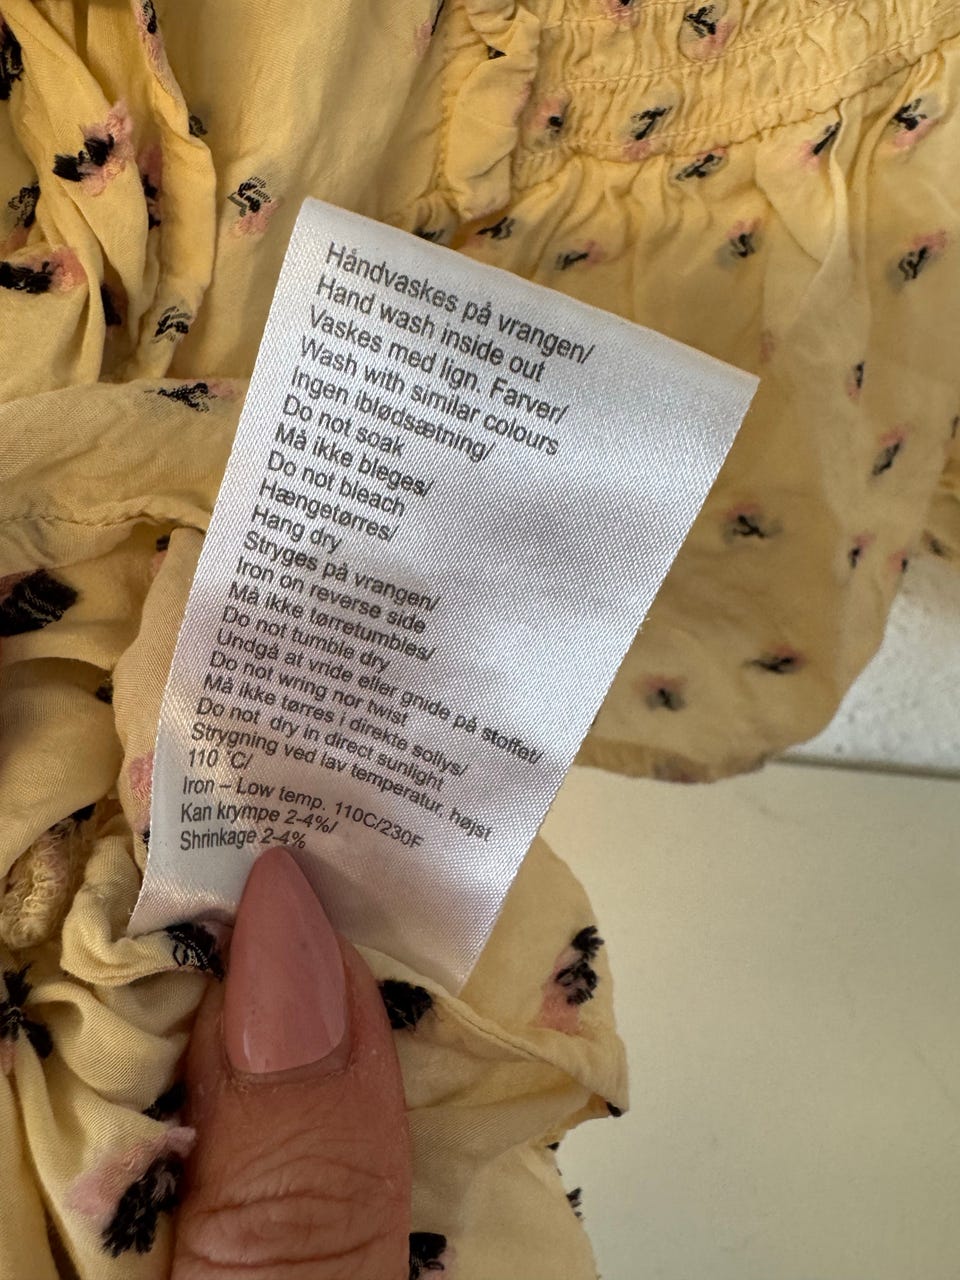 Håndvaskes på vrangen/
Hand wash inside out
Vaskes med lign. Farver/
Wash with similar colours
Ingen iblødsætning/
Do not soak
Må ikke bleges/
Do not bleach
Hængetørres/
Hang dry
Stryges på vrangen/
Iron on reverse side
Må ikke tørretumbles/
Do not tumble dry
Undgå at vride eller gnide på stoffet/
Do not wring nor twist
Må ikke tørres i direkte sollys/
Do not dry in direct sunlight
Strygning ved lav temperatur, højst
110 ˚C/
Iron – Low temp. 110C/230F
Kan krympe 2-4%/
Shrinkage 2-4%